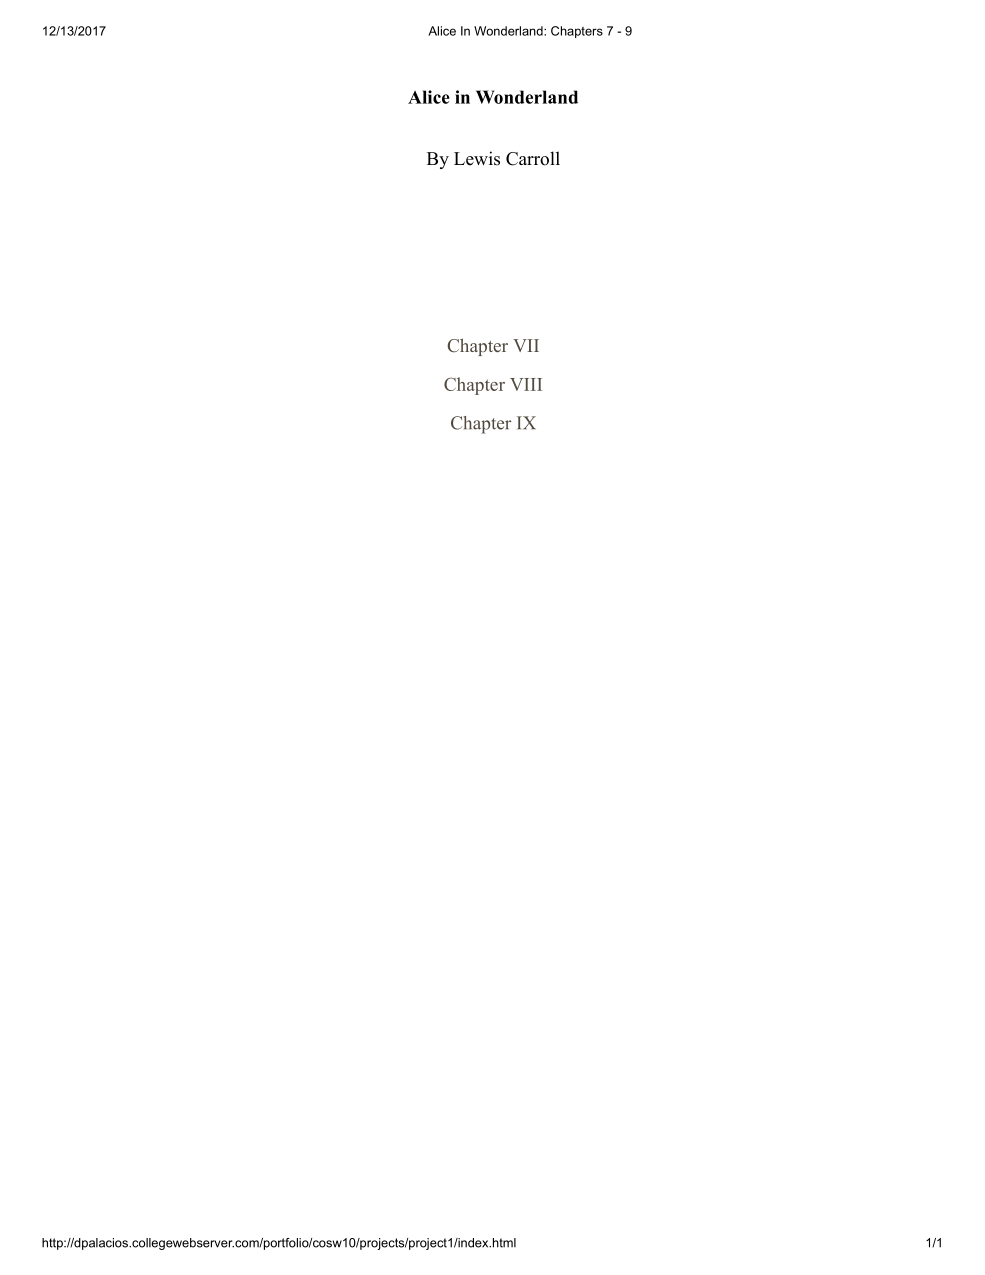 12/13/2017
Alice In Wonderland: Chapters 7 - 9
Alice in Wonderland
By Lewis Carroll
Chapter VII
Chapter VIII
Chapter IX
http://dpalacios.collegewebserver.com/portfolio/cosw10/projects/project1/index.html
1/1